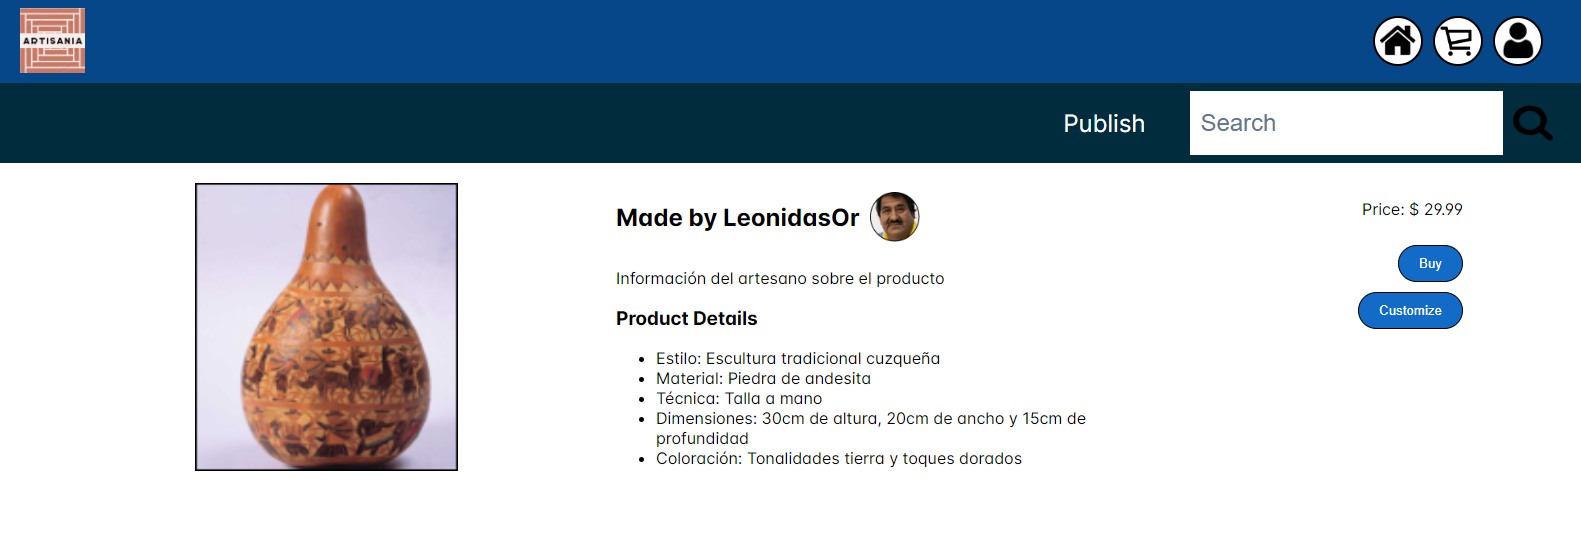 ARTISANIA
Publish
Search
Made by LeonidasOr
Price: $ 29.99
Información del artesano sobre el producto
Buy
Customize
Product Details
• Estilo: Escultura tradicional cuzqueña
• Material: Piedra de andesita
• Técnica: Talla a mano
• Dimensiones: 30cm de altura, 20cm de ancho y 15cm de
profundidad
• Coloración: Tonalidades tierra y toques dorados